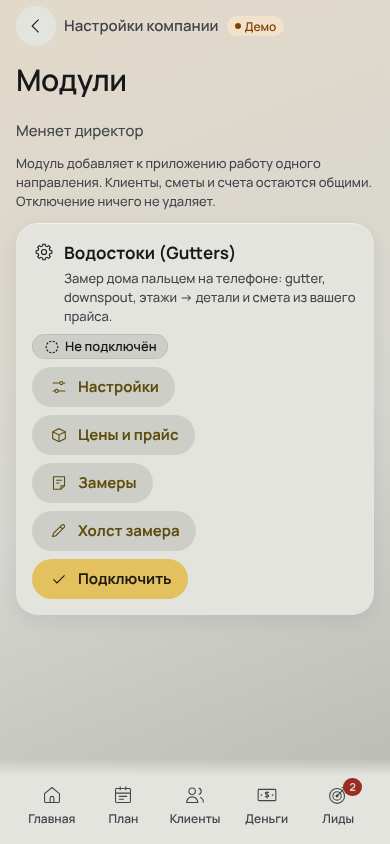 Настройки компании
Демо
Модули
Меняет директор
Модуль добавляет к приложению работу одного
направления. Клиенты, сметы и счета остаются общими.
Отключение ничего не удаляет.
Водостоки (Gutters)
Замер дома пальцем на телефоне: gutter,
downspout, этажи → детали и смета из вашего
прайса.
Не подключён
Настройки
Цены и прайс
Замеры
Холст замера
Подключить
2
Главная
План
Клиенты
Деньги
Лиды